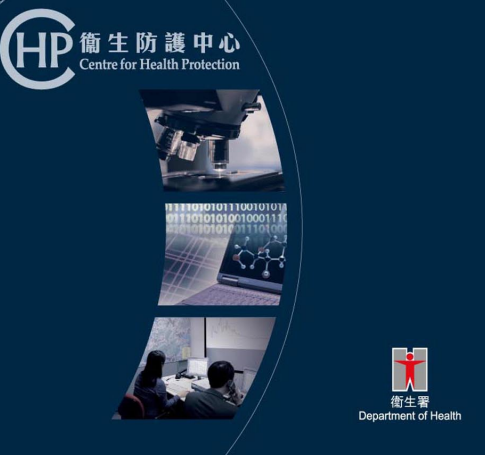 CHP
衞生防護中心
Centre for Health Protection
衞生署
Department of Health